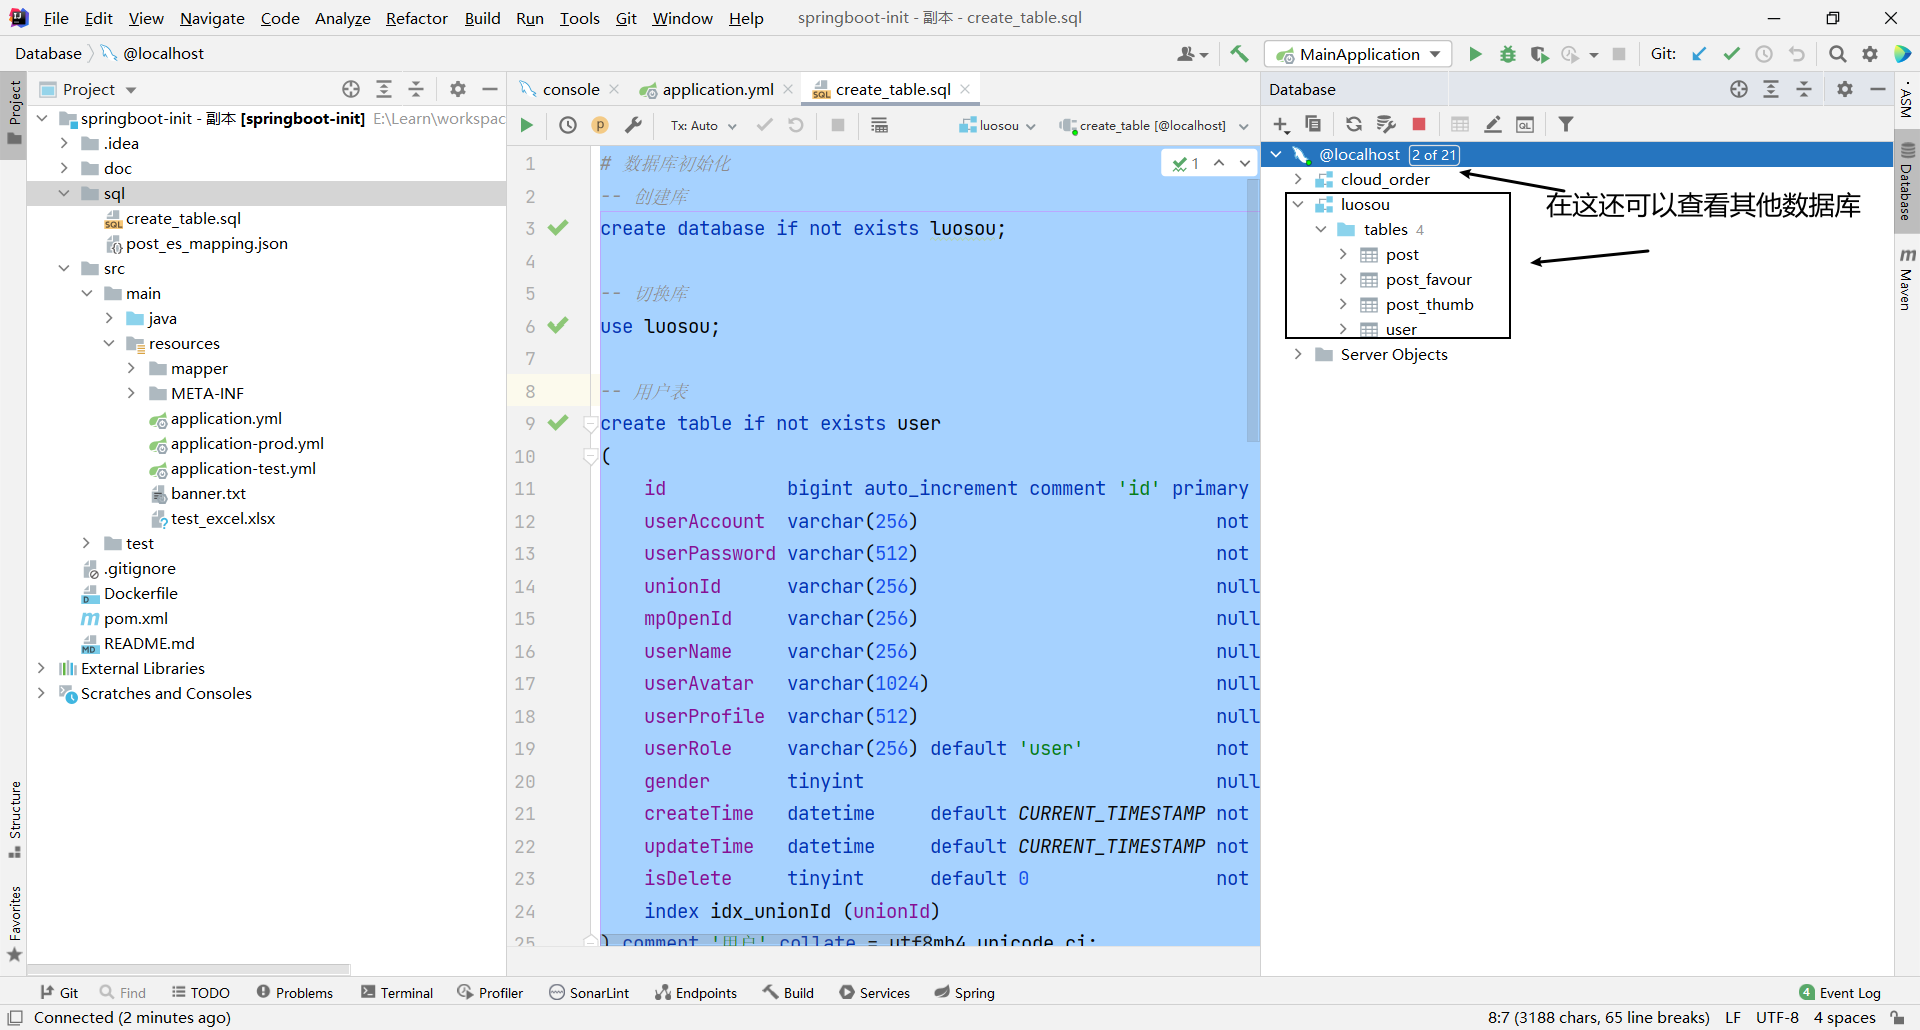 File Edit View Navigate Code Analyze Refactor Build Run Tools Git Window Help springboot-init - 副本 - create_table.sql
Database @localhost MainApplication Git:
Project
console application.yml create_table.sql
Database
springboot-init - 副本 [springboot-init] E:\Learn\workspac
.idea
doc
sql
create_table.sql
post_es_mapping.json
src
main
java
resources
mapper
META-INF
application.yml
application-prod.yml
application-test.yml
banner.txt
test_excel.xlsx
test
.gitignore
Dockerfile
pom.xml
README.md
External Libraries
Scratches and Consoles
Tx: Auto luosou create_table [@localhost]
1 # 数据库初始化
2 -- 创建库
3 create database if not exists luosou;
4
5 -- 切换库
6 use luosou;
7
8 -- 用户表
9 create table if not exists user
10 (
11 id bigint auto_increment comment 'id' primary
12 userAccount varchar(256) not
13 userPassword varchar(512) not
14 unionId varchar(256) null
15 mpOpenId varchar(256) null
16 userName varchar(256) null
17 userAvatar varchar(1024) null
18 userProfile varchar(512) null
19 userRole varchar(256) default 'user' not
20 gender tinyint null
21 createTime datetime default CURRENT_TIMESTAMP not
22 updateTime datetime default CURRENT_TIMESTAMP not
23 isDelete tinyint default 0 not
24 index idx_unionId (unionId)
25 ) comment '用户' collate = utf8mb4_unicode_ci;
1
@localhost 2 of 21
cloud_order
luosou
tables 4
post
post_favour
post_thumb
user
Server Objects
在这还可以查看其他数据库
Project
Structure
Favorites
ASM
Database
Maven
Git Find TODO Problems Terminal Profiler SonarLint Endpoints Build Services Spring 4 Event Log
Connected (2 minutes ago) 8:7 (3188 chars, 65 line breaks) LF UTF-8 4 spaces